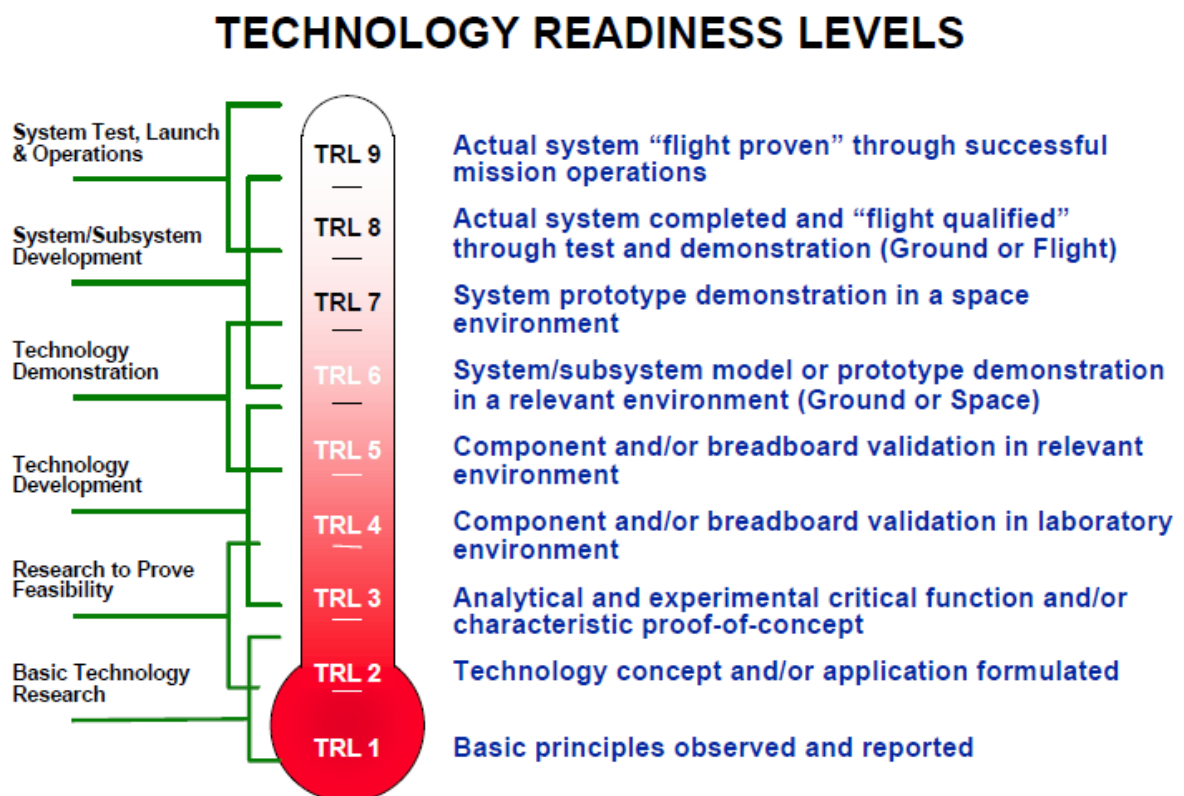 TECHNOLOGY READINESS LEVELS
System Test, Launch
& Operations
System/Subsystem
Development
Technology
Demonstration
Technology
Development
Research to Prove
Feasibility
Basic Technology
Research
TRL 9
TRL 8
TRL 7
TRL 6
TRL 5
TRL 4
TRL 3
TRL 2
TRL 1
Actual system “flight proven” through successful
mission operations
Actual system completed and “flight qualified”
through test and demonstration (Ground or Flight)
System prototype demonstration in a space
environment
System/subsystem model or prototype demonstration
in a relevant environment (Ground or Space)
Component and/or breadboard validation in relevant
environment
Component and/or breadboard validation in laboratory
environment
Analytical and experimental critical function and/or
characteristic proof-of-concept
Technology concept and/or application formulated
Basic principles observed and reported